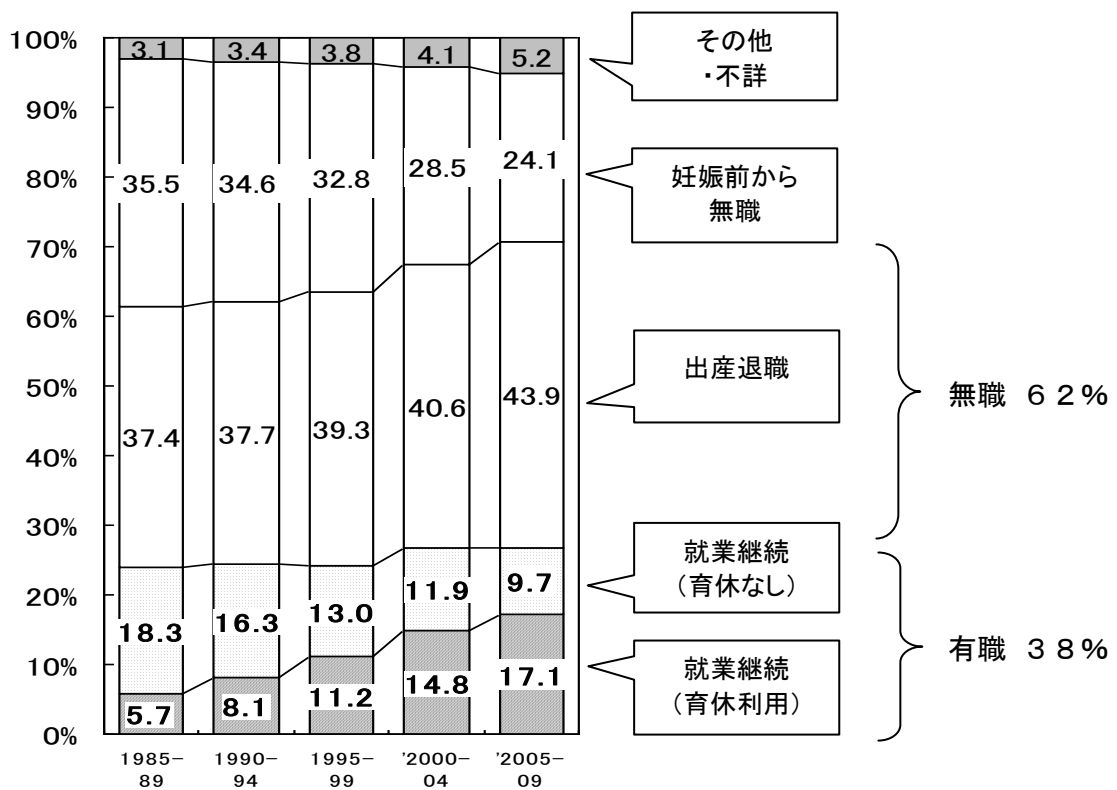 100%
90%
80%
70%
60%
50%
40%
30%
20%
10%
0%
3.1 3.4 3.8 4.1 5.2
35.5 34.6 32.8 28.5 24.1
37.4 37.7 39.3 40.6 43.9
18.3 16.3 13.0 11.9 9.7
5.7 8.1 11.2 14.8 17.1
1985− 1990− 1995− '2000− '2005−
89 94 99 04 09
その他
・不詳
妊娠前から
無職
出産退職
就業継続
（育休なし）
就業継続
（育休利用）
無職 ６２％
有職 ３８％